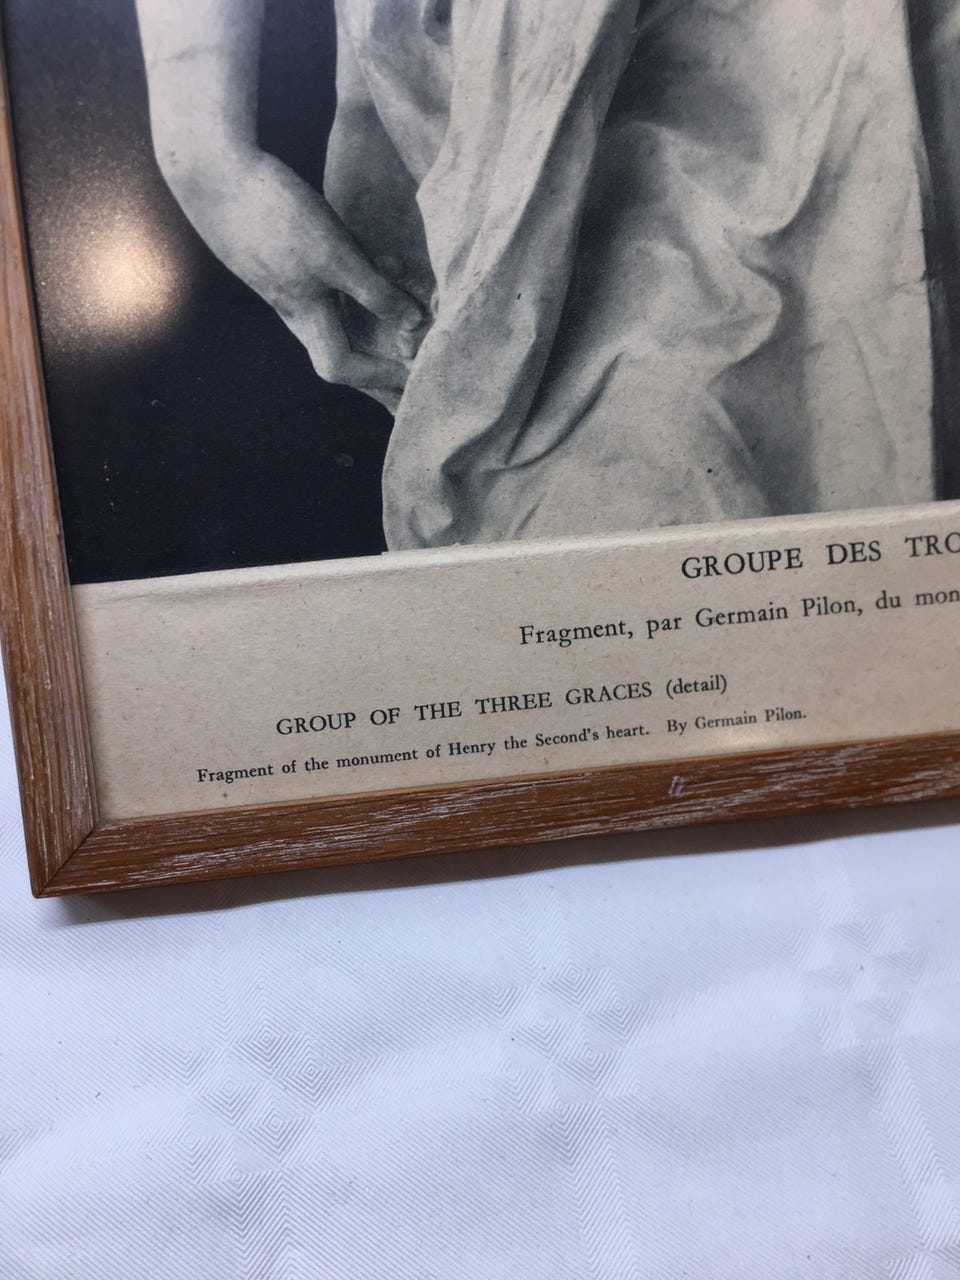 GROUPE DES TRO
Fragment, par Germain Pilon, du mon
GROUP OF THE THREE GRACES (detail)
Fragment of the monument of Henry the Second's heart. By Germain Pilon.